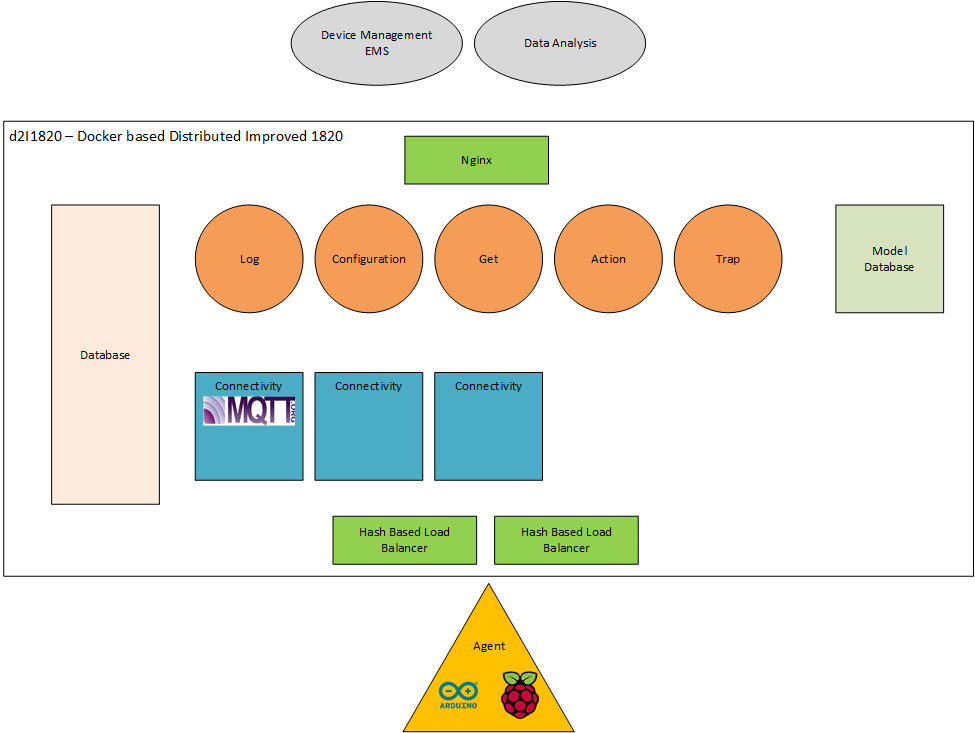 Device Management
EMS
Data Analysis
d2I1820 – Docker based Distributed Improved 1820
Nginx
Log
Configuration
Get
Action
Trap
Model
Database
Database
Connectivity
MQTT
.ORG
Connectivity
Connectivity
Hash Based Load
Balancer
Hash Based Load
Balancer
Agent
ARDUINO